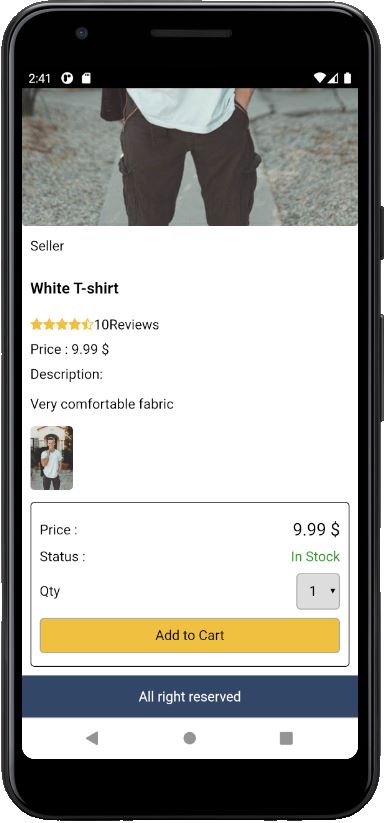 2:41
Seller
White T-shirt
10Reviews
Price : 9.99 $
Description:
Very comfortable fabric
Price : 9.99 $
Status : In Stock
Qty 1
Add to Cart
All right reserved